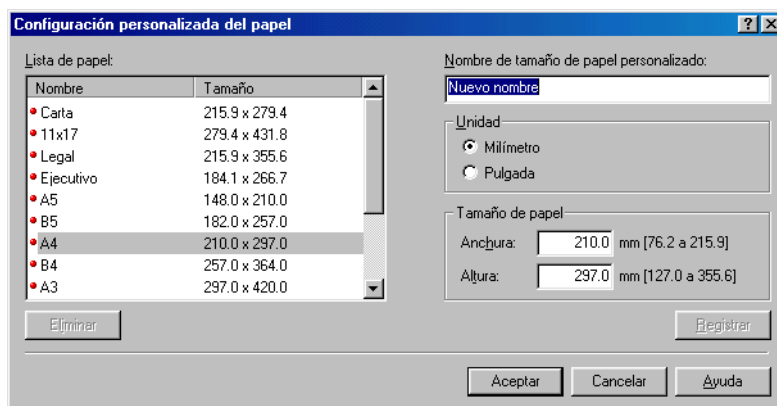 Configuración personalizada del papel
Lista de papel:
Nombre Tamaño
Carta 215.9 x 279.4
11x17 279.4 x 431.8
Legal 215.9 x 355.6
Ejecutivo 184.1 x 266.7
A5 148.0 x 210.0
B5 182.0 x 257.0
A4 210.0 x 297.0
B4 257.0 x 364.0
A3 297.0 x 420.0
Eliminar
Nombre de tamaño de papel personalizado:
Nuevo nombre
Unidad
Milímetro
Pulgada
Tamaño de papel
Anchura: 210.0 mm [76.2 a 215.9]
Altura: 297.0 mm [127.0 a 355.6]
Registrar
Aceptar Cancelar Ayuda